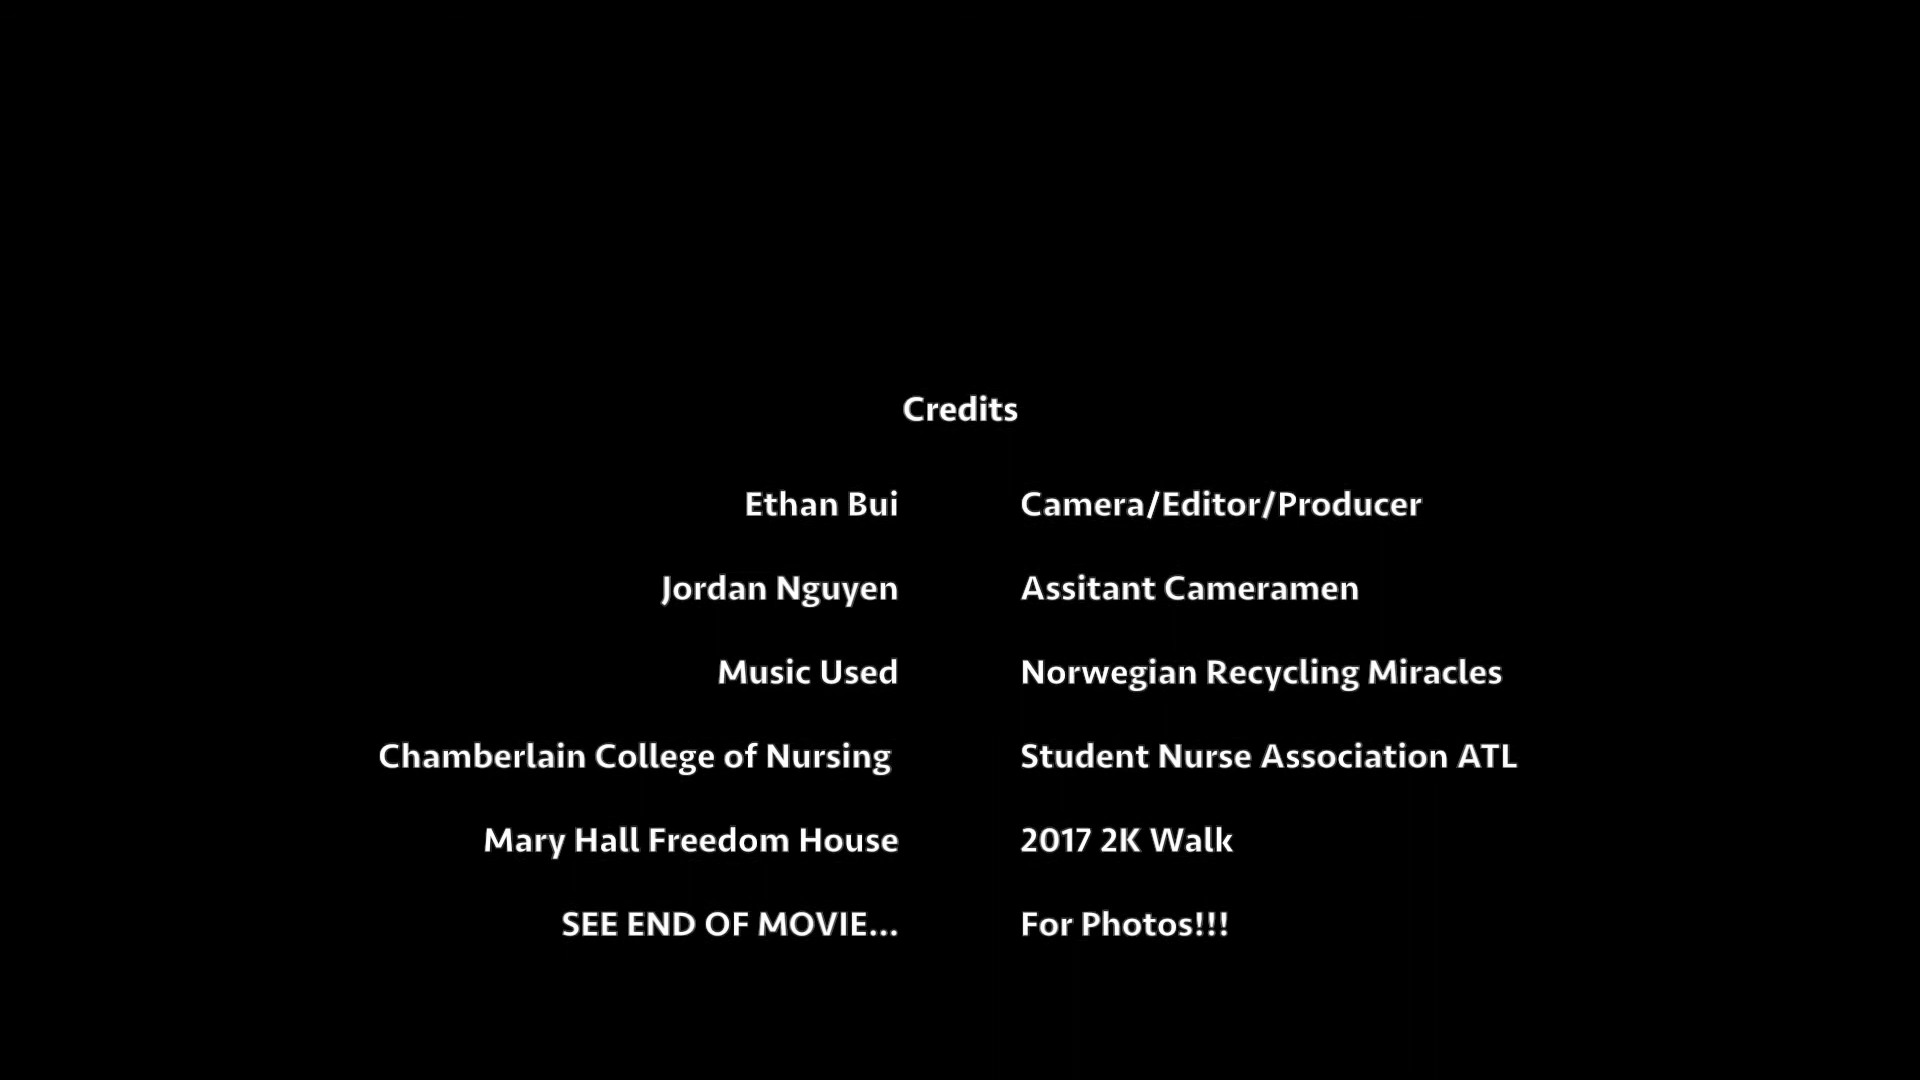 Credits
Ethan Bui Camera/Editor/Producer
Jordan Nguyen Assitant Cameramen
Music Used Norwegian Recycling Miracles
Chamberlain College of Nursing Student Nurse Association ATL
Mary Hall Freedom House 2017 2K Walk
SEE END OF MOVIE... For Photos!!!